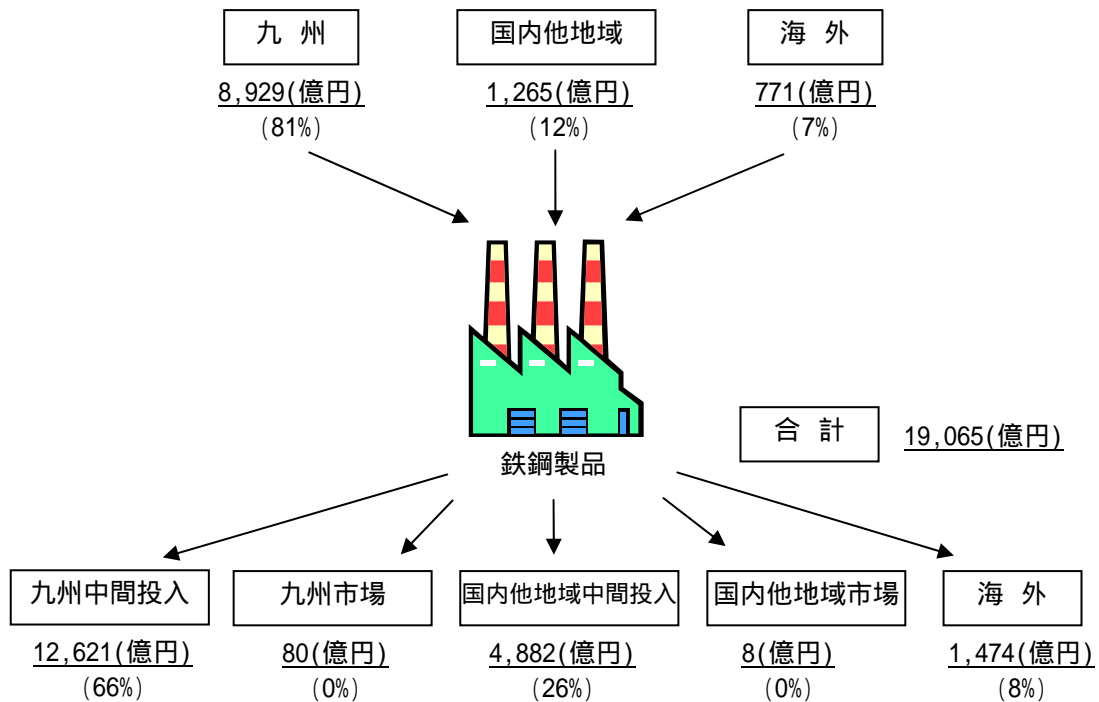 九 州
国内他地域
海 外
8,929(億円)
1,265(億円)
771(億円)
(81%)
(12%)
(7%)
合 計
19,065(億円)
鉄鋼製品
九州中間投入
九州市場
国内他地域中間投入
国内他地域市場
海 外
12,621(億円)
80(億円)
4,882(億円)
8(億円)
1,474(億円)
(66%)
(0%)
(26%)
(0%)
(8%)